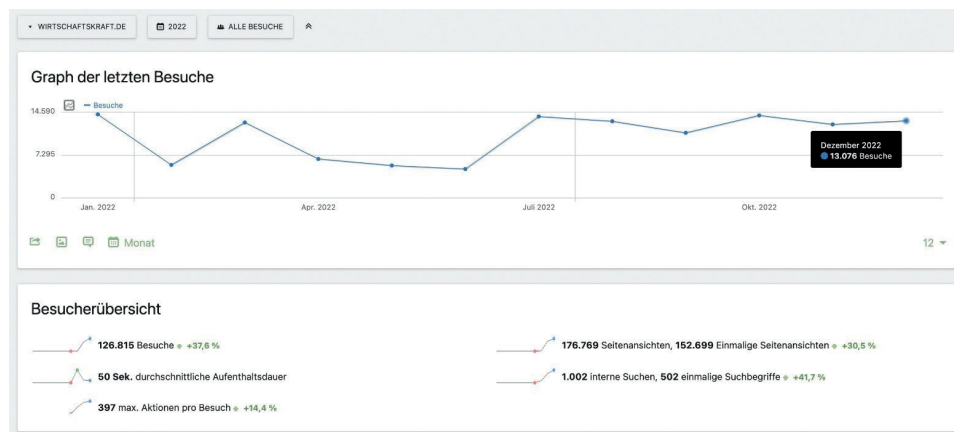 WIRTSCHAFTSKRAFT.DE 2022 ALLE BESUCHE
Graph der letzten Besuche
Besuche
14.590
7.295
0
Dezember 2022
13.076 Besuche
Jan. 2022 Apr. 2022 Juli 2022 Okt. 2022
Monat 12
Besucherübersicht
126.815 Besuche +37,6 %
176.769 Seitenansichten, 152.699 Einmalige Seitenansichten +30,5 %
50 Sek. durchschnittliche Aufenthaltsdauer
1.002 interne Suchen, 502 einmalige Suchbegriffe +41,7 %
397 max. Aktionen pro Besuch +14,4 %